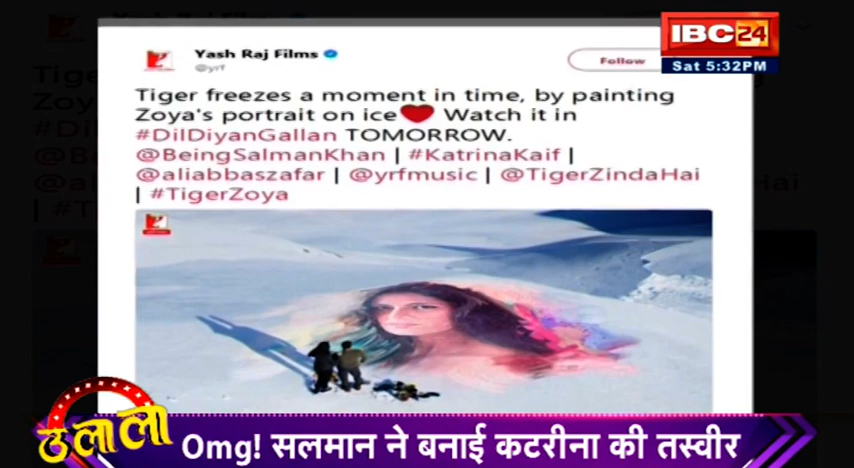 Yash Raj Films
@yrf
Follow
IBC24
Sat 5:32PM
Tiger freezes a moment in time, by painting
Zoya's portrait on ice❤ Watch it in
#DilDiyanGallan TOMORROW.
@BeingSalmanKhan | #KatrinaKaif |
@aliabbaszafar | @yrfmusic | @TigerZindaHai
| #TigerZoya
उलाला
Omg! सलमान ने बनाई कटरीना की तस्वीर